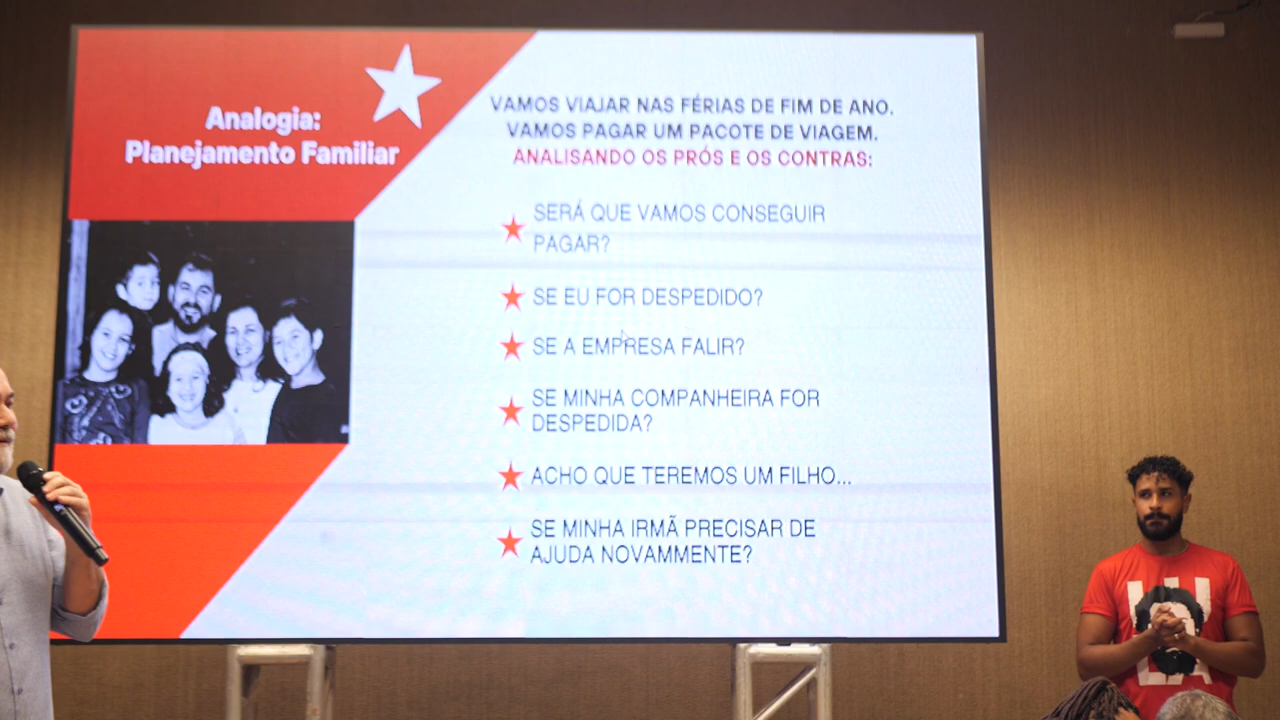 Analogia:
Planejamento Familiar
VAMOS VIAJAR NAS FÉRIAS DE FIM DE ANO.
VAMOS PAGAR UM PACOTE DE VIAGEM.
ANALISANDO OS PRÓS E OS CONTRAS:
SERÁ QUE VAMOS CONSEGUIR
PAGAR?
SE EU FOR DESPEDIDO?
SE A EMPRESA FALIR?
SE MINHA COMPANHEIRA FOR
DESPEDIDA?
ACHO QUE TEREMOS UM FILHO...
SE MINHA IRMÃ PRECISAR DE
AJUDA NOVAMMENTE?
LU
LA